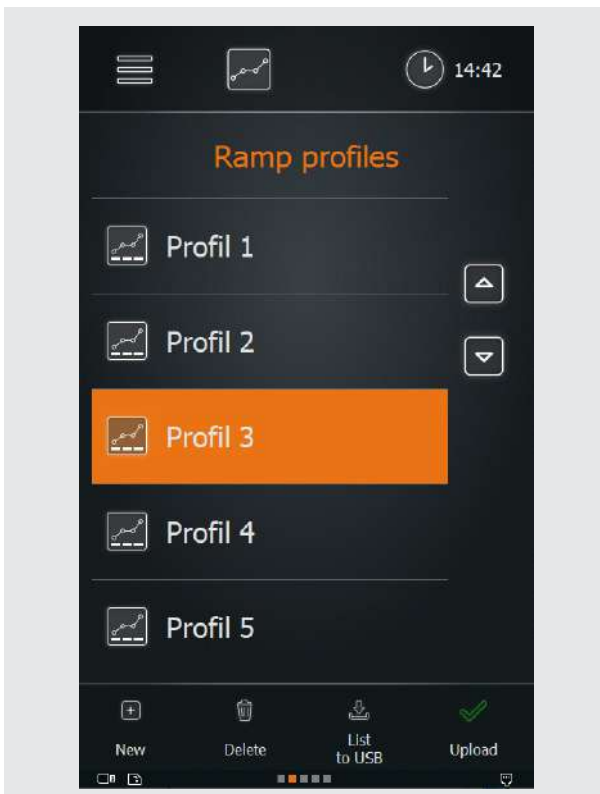 14:42
Ramp profiles
Profil 1
Profil 2
Profil 3
Profil 4
Profil 5
New
Delete
List
to USB
Upload